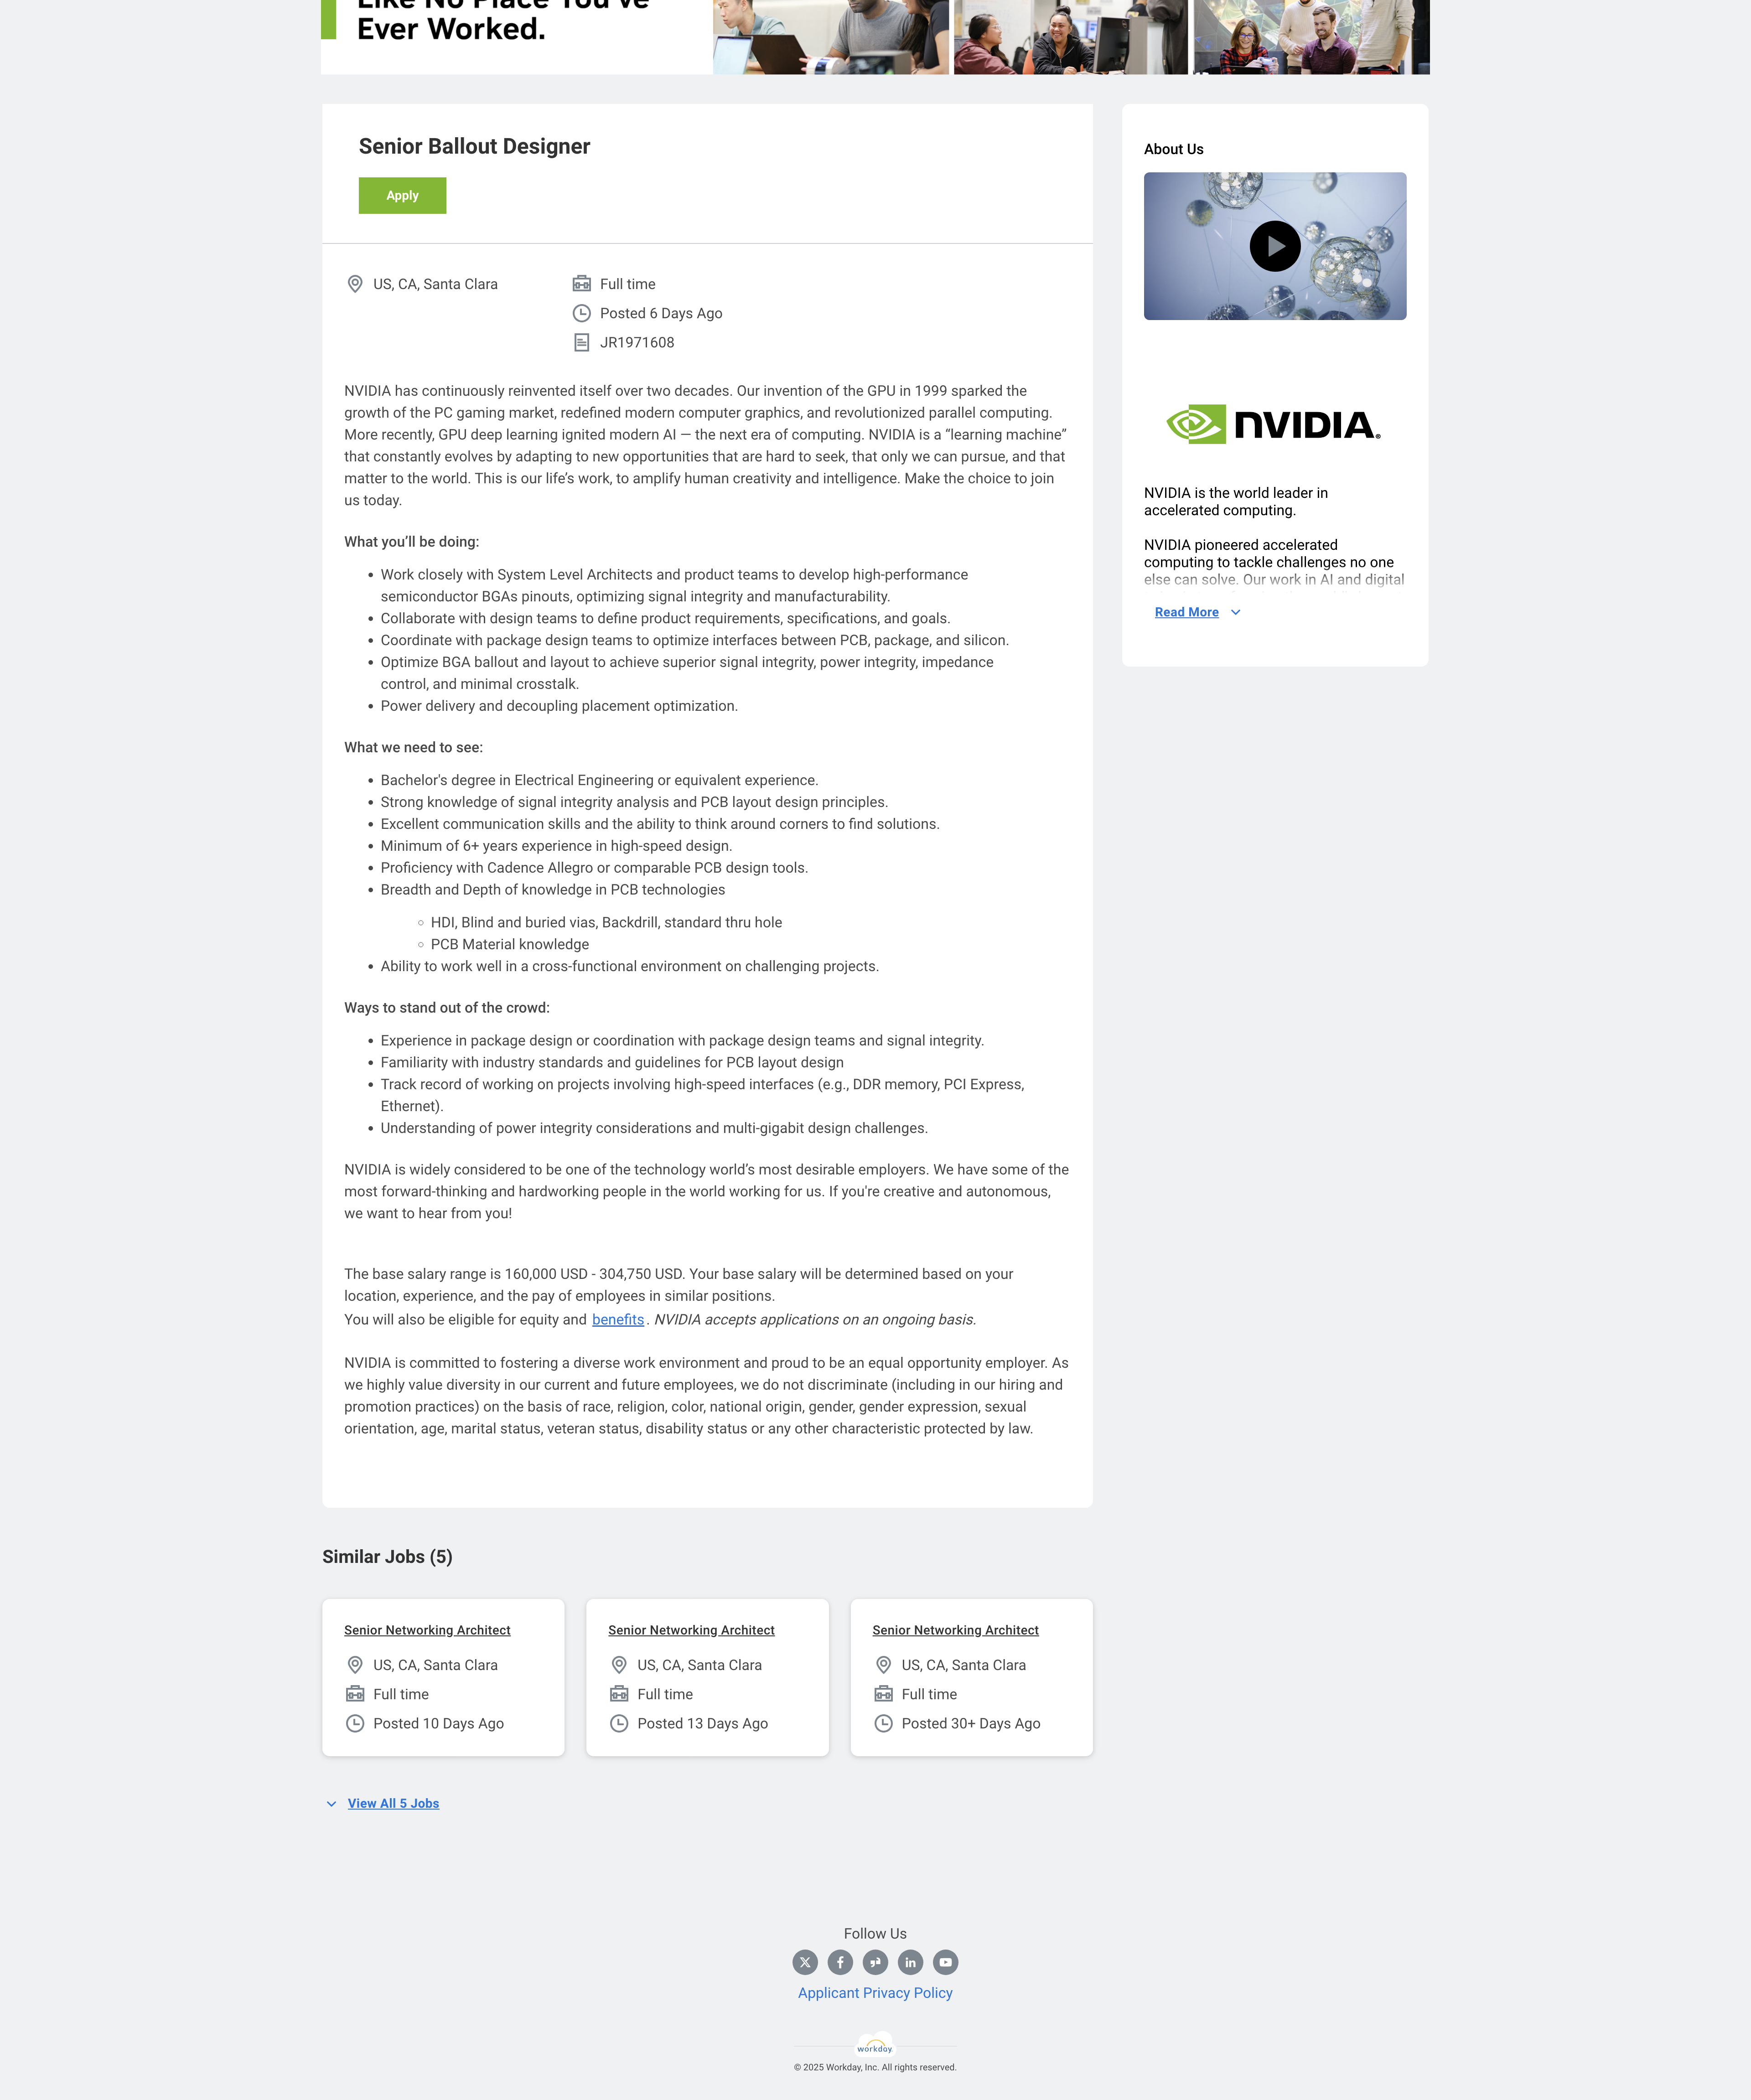 Like No Place You've
Ever Worked.
Senior Ballout Designer
Apply
US, CA, Santa Clara
Full time
Posted 6 Days Ago
JR1971608
NVIDIA has continuously reinvented itself over two decades. Our invention of the GPU in 1999 sparked the
growth of the PC gaming market, redefined modern computer graphics, and revolutionized parallel computing.
More recently, GPU deep learning ignited modern AI — the next era of computing. NVIDIA is a “learning machine”
that constantly evolves by adapting to new opportunities that are hard to seek, that only we can pursue, and that
matter to the world. This is our life’s work, to amplify human creativity and intelligence. Make the choice to join
us today.
What you’ll be doing:
• Work closely with System Level Architects and product teams to develop high-performance
semiconductor BGAs pinouts, optimizing signal integrity and manufacturability.
• Collaborate with design teams to define product requirements, specifications, and goals.
• Coordinate with package design teams to optimize interfaces between PCB, package, and silicon.
• Optimize BGA ballout and layout to achieve superior signal integrity, power integrity, impedance
control, and minimal crosstalk.
• Power delivery and decoupling placement optimization.
What we need to see:
• Bachelor's degree in Electrical Engineering or equivalent experience.
• Strong knowledge of signal integrity analysis and PCB layout design principles.
• Excellent communication skills and the ability to think around corners to find solutions.
• Minimum of 6+ years experience in high-speed design.
• Proficiency with Cadence Allegro or comparable PCB design tools.
• Breadth and Depth of knowledge in PCB technologies
○ HDI, Blind and buried vias, Backdrill, standard thru hole
○ PCB Material knowledge
• Ability to work well in a cross-functional environment on challenging projects.
Ways to stand out of the crowd:
• Experience in package design or coordination with package design teams and signal integrity.
• Familiarity with industry standards and guidelines for PCB layout design
• Track record of working on projects involving high-speed interfaces (e.g., DDR memory, PCI Express,
Ethernet).
• Understanding of power integrity considerations and multi-gigabit design challenges.
NVIDIA is widely considered to be one of the technology world’s most desirable employers. We have some of the
most forward-thinking and hardworking people in the world working for us. If you're creative and autonomous,
we want to hear from you!
The base salary range is 160,000 USD - 304,750 USD. Your base salary will be determined based on your
location, experience, and the pay of employees in similar positions.
You will also be eligible for equity and benefits. NVIDIA accepts applications on an ongoing basis.
NVIDIA is committed to fostering a diverse work environment and proud to be an equal opportunity employer. As
we highly value diversity in our current and future employees, we do not discriminate (including in our hiring and
promotion practices) on the basis of race, religion, color, national origin, gender, gender expression, sexual
orientation, age, marital status, veteran status, disability status or any other characteristic protected by law.
About Us
NVIDIA®
NVIDIA is the world leader in
accelerated computing.
NVIDIA pioneered accelerated
computing to tackle challenges no one
else can solve. Our work in AI and digital
Read More
Similar Jobs (5)
Senior Networking Architect
US, CA, Santa Clara
Full time
Posted 10 Days Ago
Senior Networking Architect
US, CA, Santa Clara
Full time
Posted 13 Days Ago
Senior Networking Architect
US, CA, Santa Clara
Full time
Posted 30+ Days Ago
View All 5 Jobs
Follow Us
Applicant Privacy Policy
workday.
© 2025 Workday, Inc. All rights reserved.